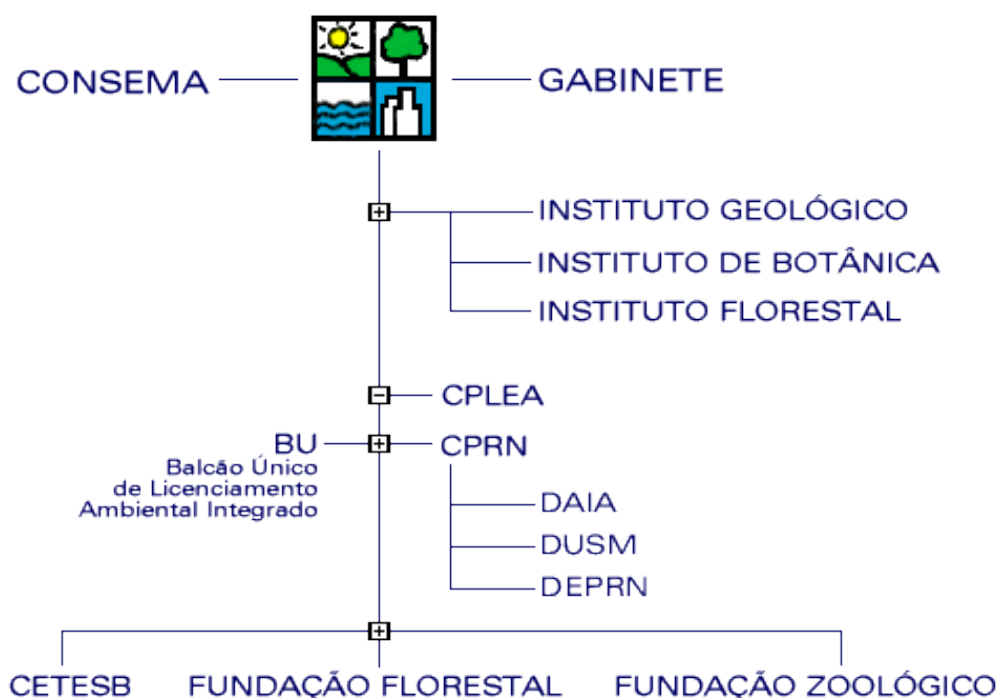 CONSEMA
GABINETE
INSTITUTO GEOLÓGICO
INSTITUTO DE BOTÂNICA
INSTITUTO FLORESTAL
CPLEA
BU
Balcão Único
de Licenciamento
Ambiental Integrado
CPRN
DAIA
DUSM
DEPRN
CETESB
FUNDAÇÃO FLORESTAL
FUNDAÇÃO ZOOLÓGICO